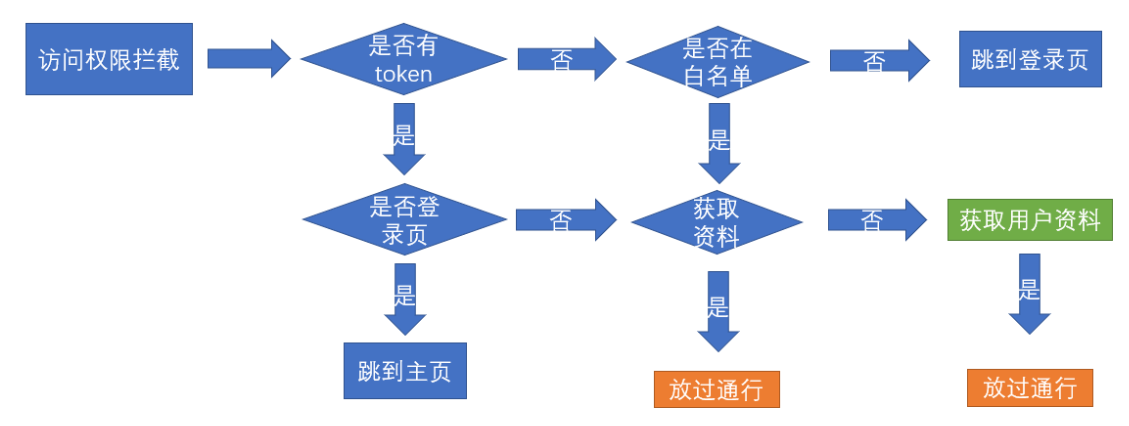 访问权限拦截
是否有
token
否
是否在
白名单
否
跳到登录页
是
是
是否登
录页
否
获取
资料
否
获取用户资料
是
是
是
跳到主页
放过通行
放过通行